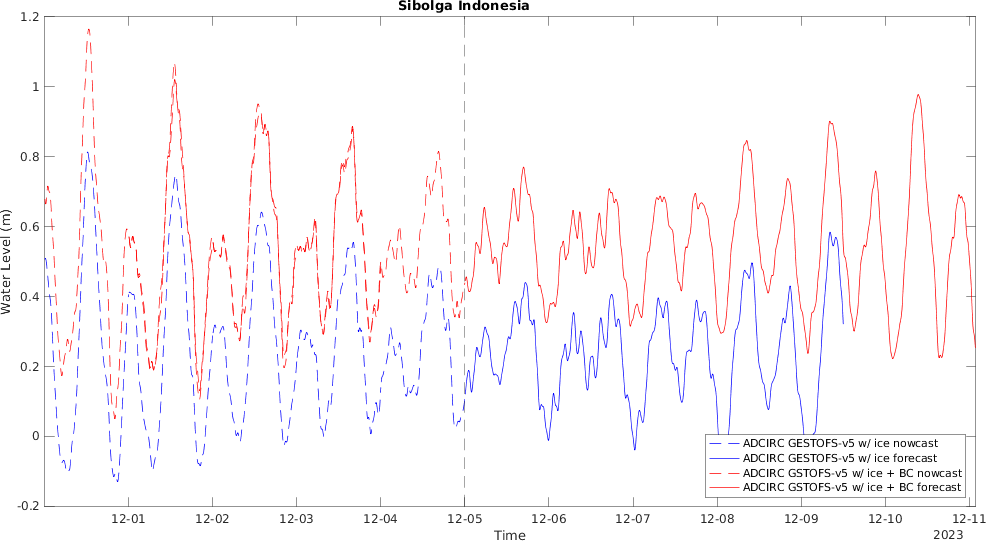 Sibolga Indonesia
1.2
1
0.8
0.6
0.4
0.2
0
-0.2
Water Level (m)
12-01 12-02 12-03 12-04 12-05 12-06 12-07 12-08 12-09 12-10 12-11
Time
2023
ADCIRC GESTOFS-v5 w/ ice nowcast
ADCIRC GESTOFS-v5 w/ ice forecast
ADCIRC GSTOFS-v5 w/ ice + BC nowcast
ADCIRC GSTOFS-v5 w/ ice + BC forecast